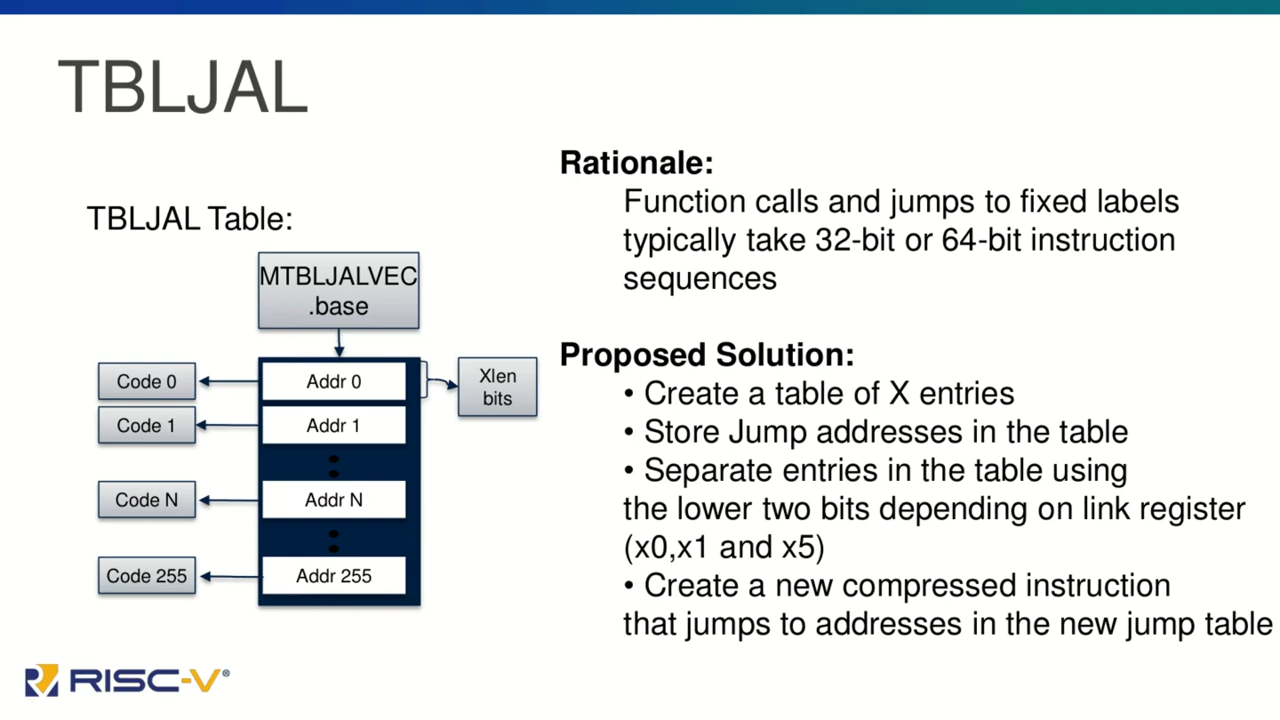 TBLJAL
TBLJAL Table:
MTBLJALVEC
.base
Code 0
Addr 0
Xlen
bits
Code 1
Addr 1
Code N
Addr N
Code 255
Addr 255
Rationale:
Function calls and jumps to fixed labels
typically take 32-bit or 64-bit instruction
sequences
Proposed Solution:
• Create a table of X entries
• Store Jump addresses in the table
• Separate entries in the table using
the lower two bits depending on link register
(x0,x1 and x5)
• Create a new compressed instruction
that jumps to addresses in the new jump table
RISC-V®